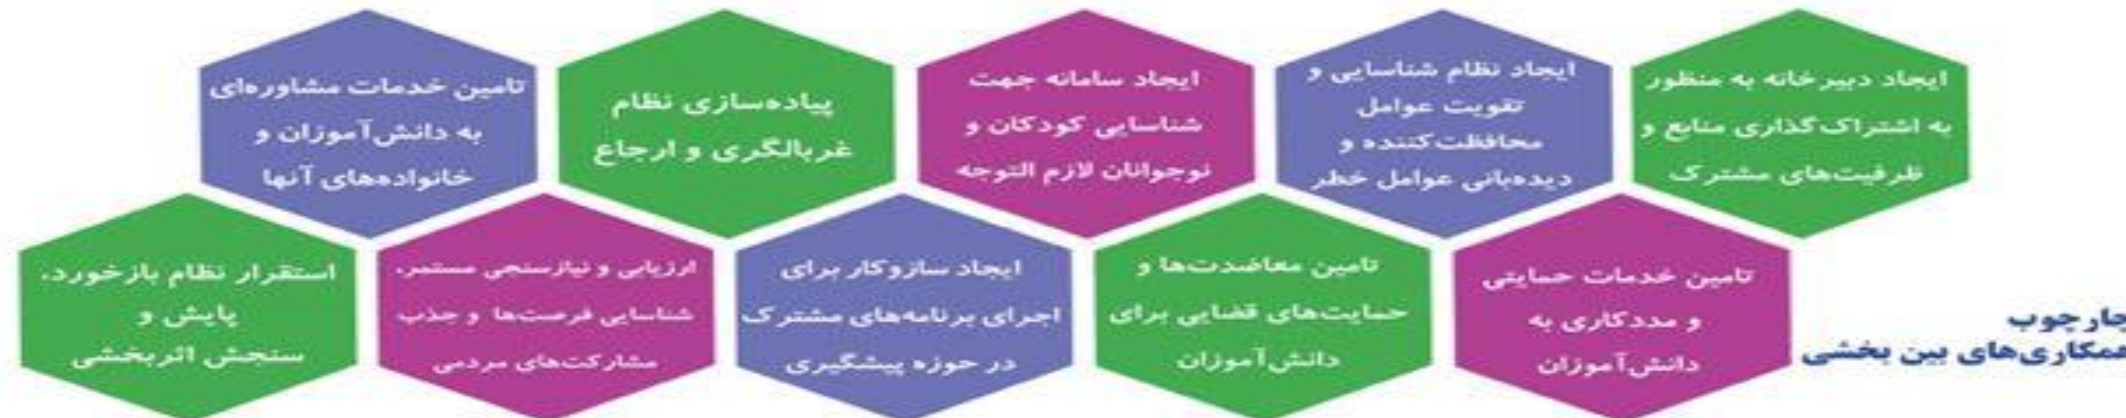 ایجاد دبیرخانه به منظور
به اشتراک‌گذاری منابع و
ظرفیت‌های مشترک
ایجاد نظام شناسایی و
تقویت عوامل
محافظت‌کننده و
دیده‌بانی عوامل خطر
ایجاد سامانه جهت
شناسایی کودکان و
نوجوانان لازم التوجه
پیاده‌سازی نظام
غربالگری و ارجاع
تامین خدمات مشاوره‌ای
به دانش‌آموزان و
خانواده‌های آنها
تامین خدمات حمایتی
و مددکاری به
دانش‌آموزان
تامین معاضدت‌ها و
حمایت‌های قضایی برای
دانش‌آموزان
ایجاد سازوکار برای
اجرای برنامه‌های مشترک
در حوزه پیشگیری
ارزیابی و نیازسنجی مستمر،
شناسایی فرصت‌ها و جذب
مشارکت‌های مردمی
استقرار نظام بازخورد،
پایش و
سنجش اثربخشی
چارچوب
همکاری‌های بین بخشی